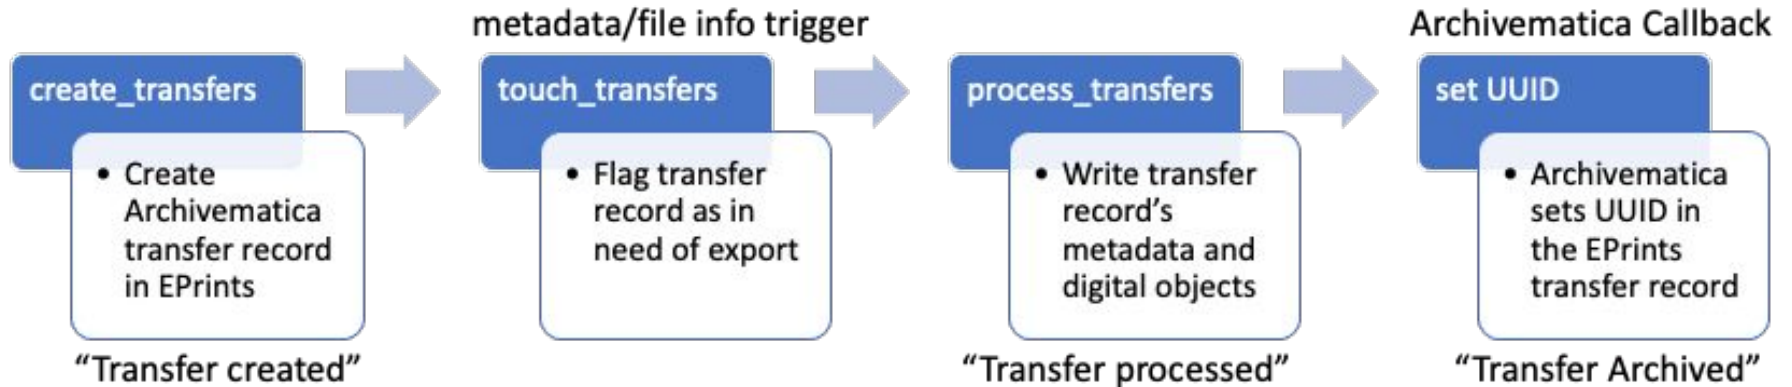 metadata/file info trigger
Archivematica Callback
create_transfers
• Create
Archivematica
transfer record
in EPrints
“Transfer created”
touch_transfers
• Flag transfer
record as in
need of export
process_transfers
• Write transfer
record’s
metadata and
digital objects
“Transfer processed”
set UUID
• Archivematica
sets UUID in
the EPrints
transfer record
“Transfer Archived”